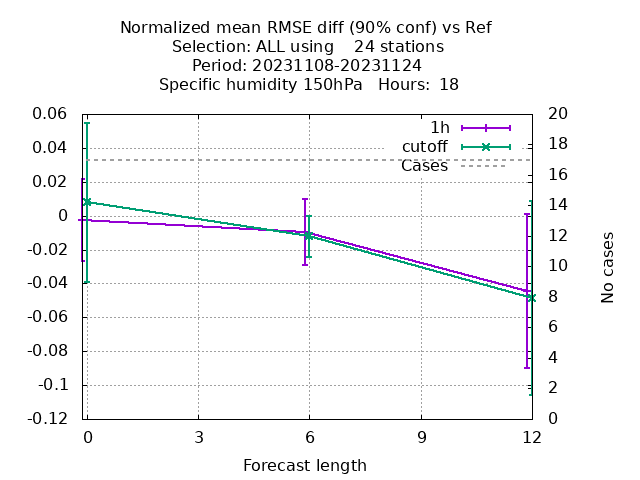 Normalized mean RMSE diff (90% conf) vs Ref
Selection: ALL using    24 stations
Period: 20231108-20231124
Specific humidity 150hPa   Hours:  18
0.06
0.04
0.02
0
-0.02
-0.04
-0.06
-0.08
-0.1
-0.12
1h
cutoff
Cases
20
18
16
14
12
10
8
6
4
2
0
No cases
0
3
6
9
12
Forecast length